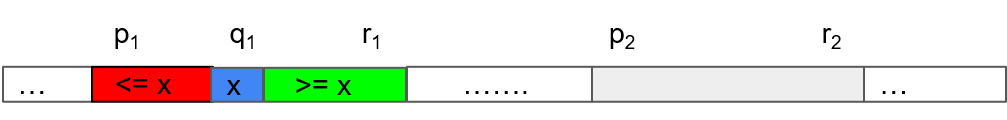 p₁ q₁ r₁ p₂ r₂
... <= x x >= x ....... ...